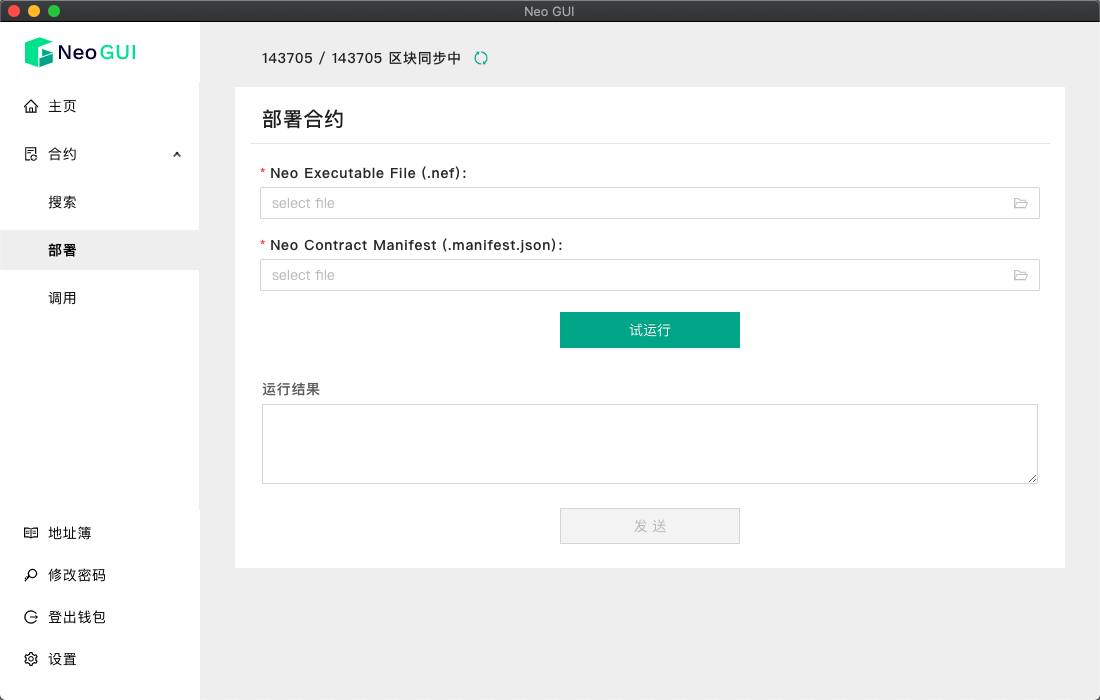 Neo GUI
Neo GUI
主页
合约
搜索
部署
调用
地址簿
修改密码
登出钱包
设置
143705 / 143705 区块同步中
部署合约
* Neo Executable File (.nef):
select file
* Neo Contract Manifest (.manifest.json):
select file
试运行
运行结果
发 送